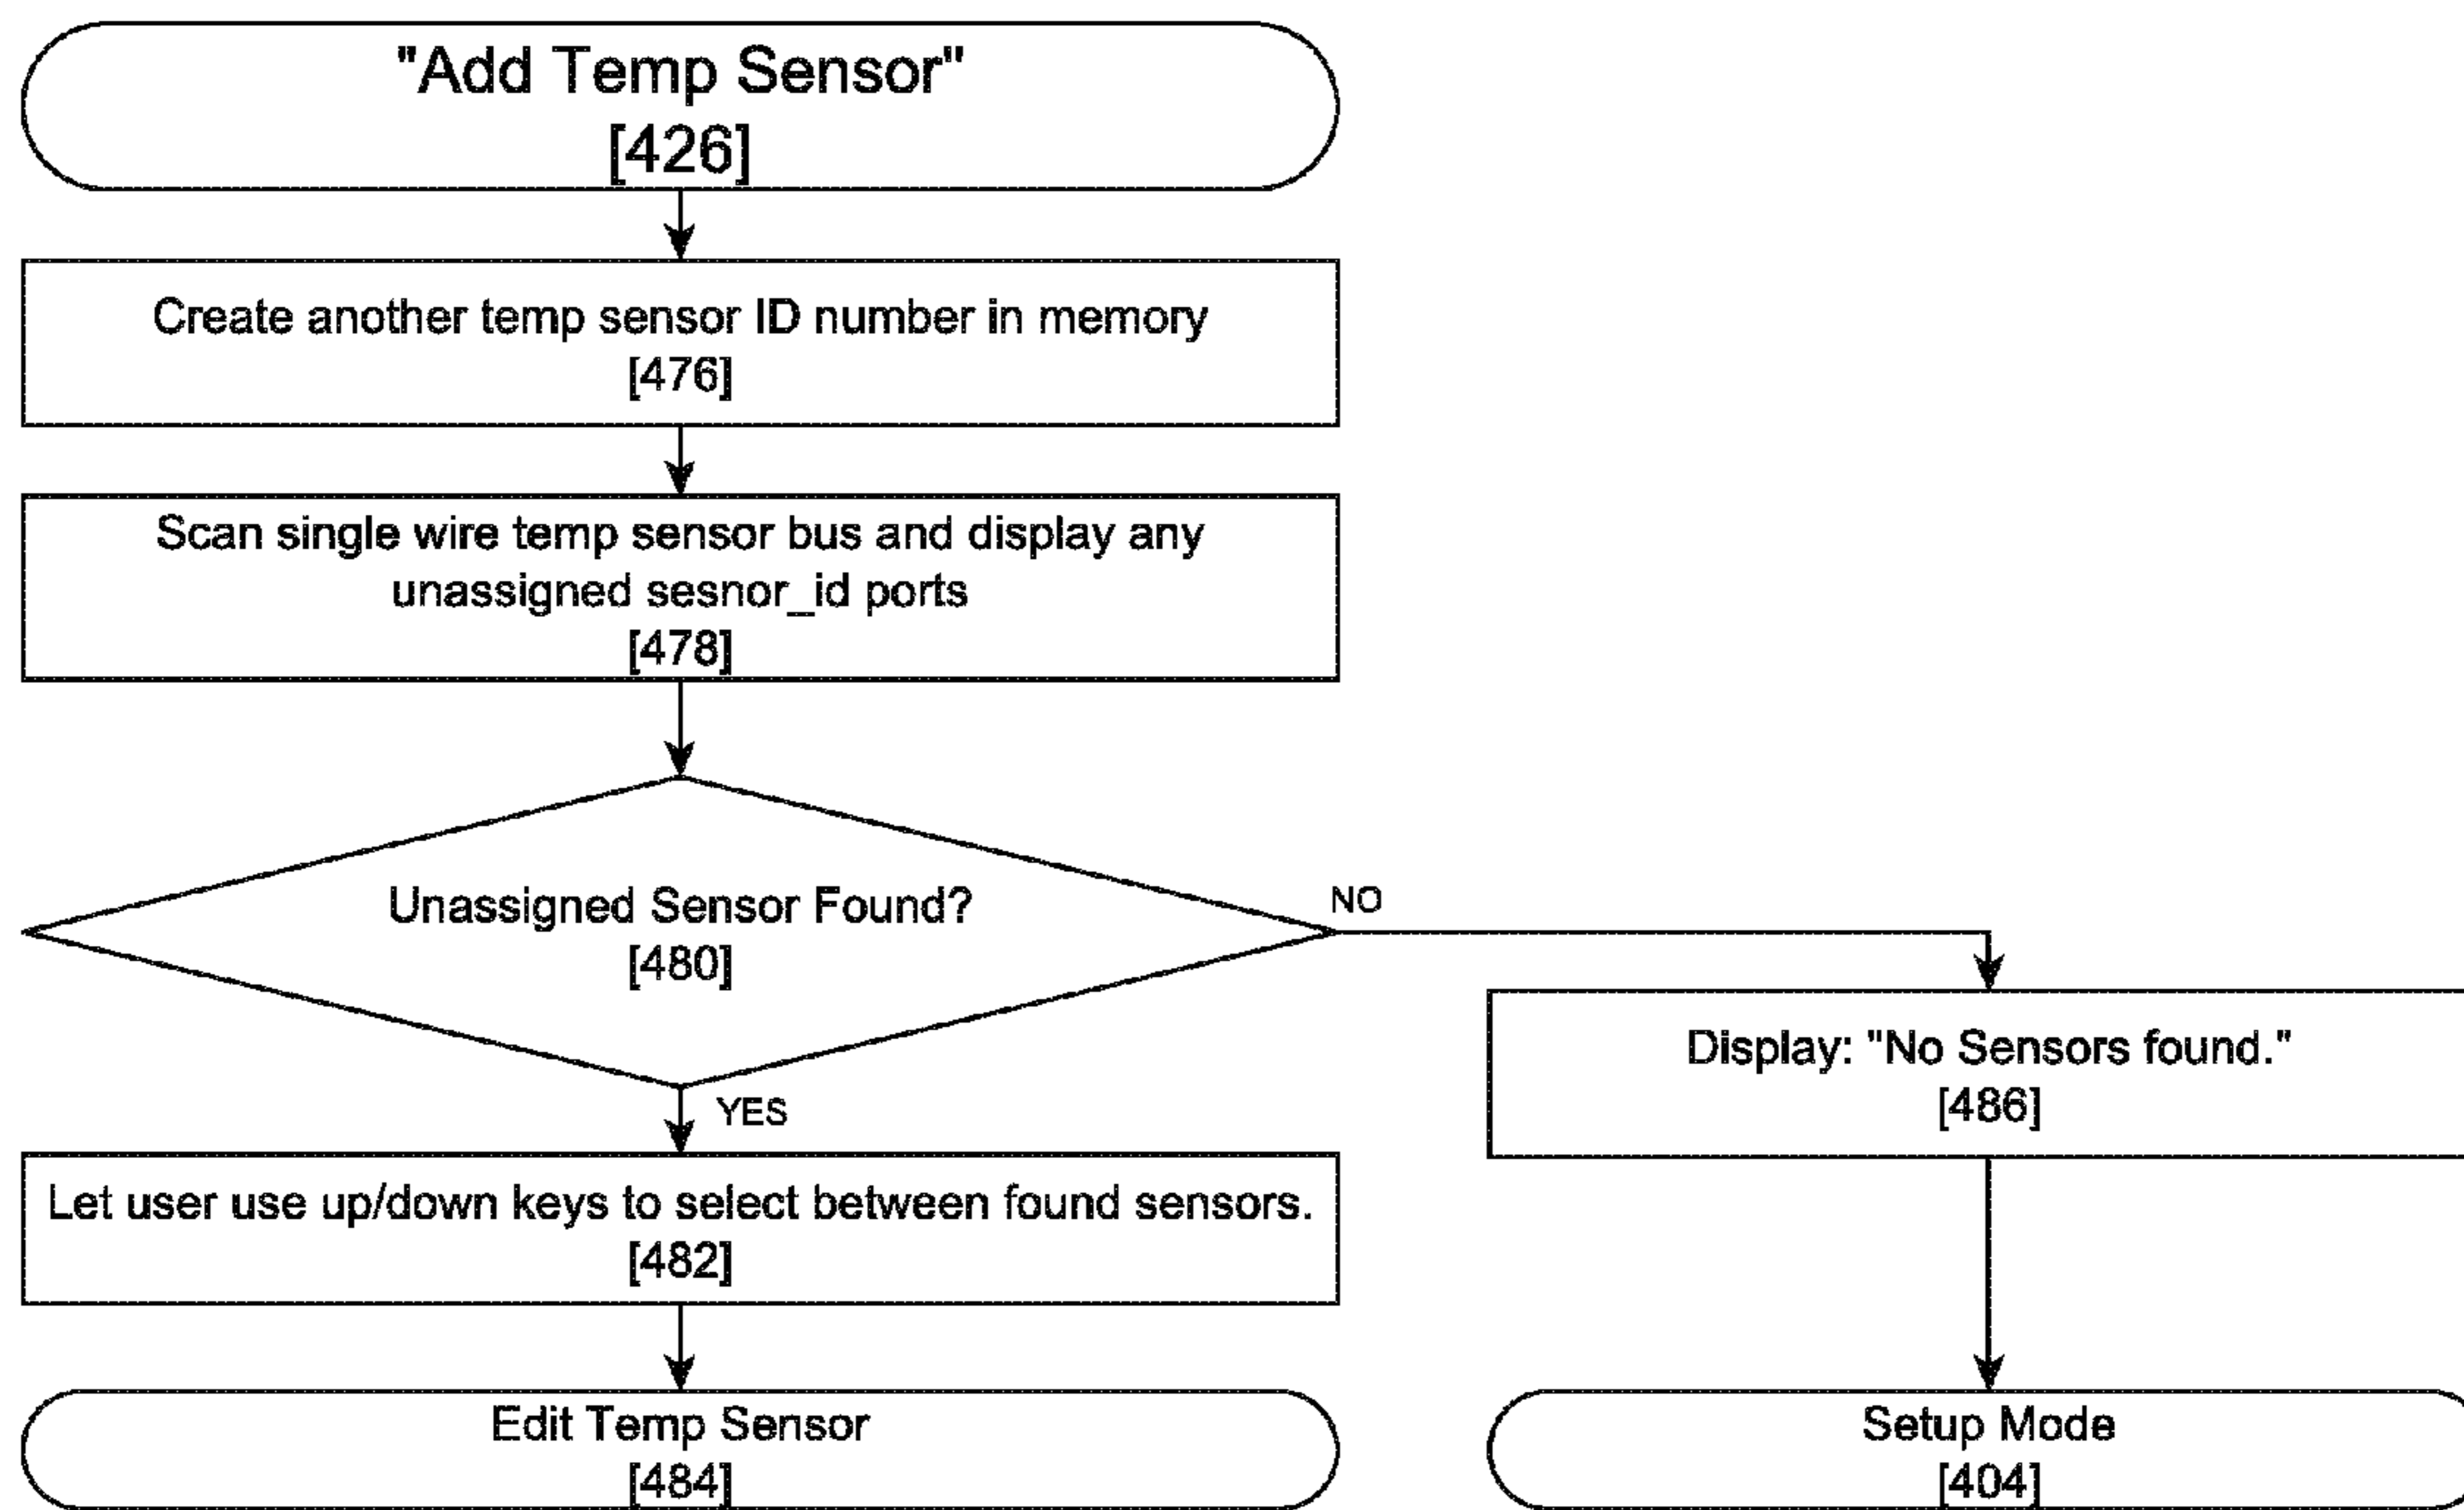 "Add Temp Sensor"
[426]
Create another temp sensor ID number in memory
[476]
Scan single wire temp sensor bus and display any
unassigned sesnor_id ports
[478]
Unassigned Sensor Found?
[480]
NO
YES
Display: "No Sensors found."
[486]
Let user use up/down keys to select between found sensors.
[482]
Edit Temp Sensor
[484]
Setup Mode
[404]